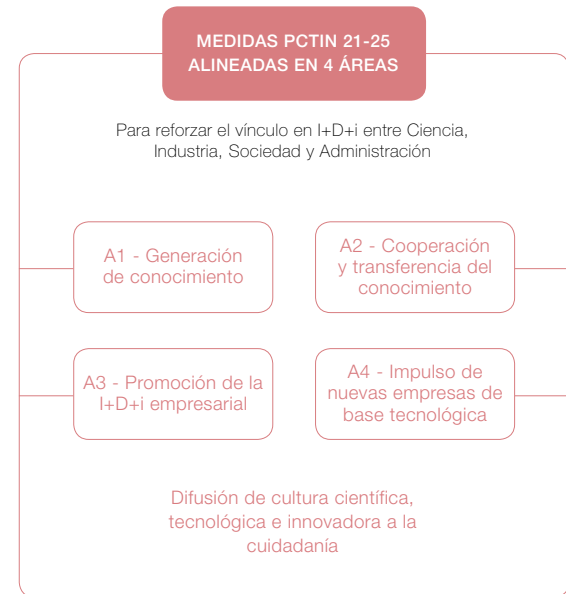 MEDIDAS PCTIN 21-25
ALINEADAS EN 4 ÁREAS
Para reforzar el vínculo en I+D+i entre Ciencia,
Industria, Sociedad y Administración
A1 - Generación
de conocimiento
A2 - Cooperación
y transferencia del
conocimiento
A3 - Promoción de la
I+D+i empresarial
A4 - Impulso de
nuevas empresas de
base tecnológica
Difusión de cultura científica,
tecnológica e innovadora a la
cuidadanía